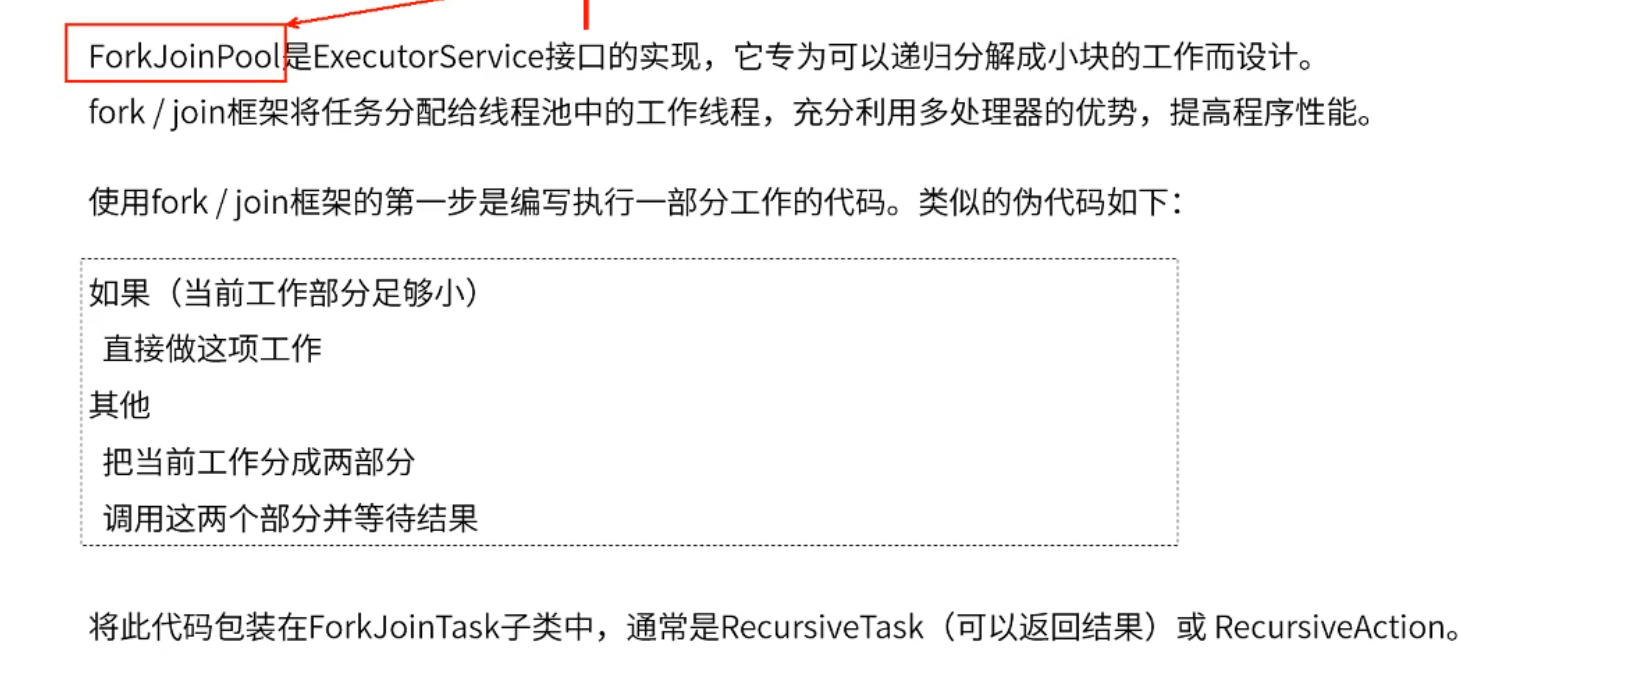 ForkJoinPool是ExecutorService接口的实现，它专为可以递归分解成小块的工作而设计。
fork / join框架将任务分配给线程池中的工作线程，充分利用多处理器的优势，提高程序性能。
使用fork / join框架的第一步是编写执行一部分工作的代码。类似的伪代码如下：
如果（当前工作部分足够小）
直接做这项工作
其他
把当前工作分成两部分
调用这两个部分并等待结果
将此代码包装在ForkJoinTask子类中，通常是RecursiveTask（可以返回结果）或 RecursiveAction。